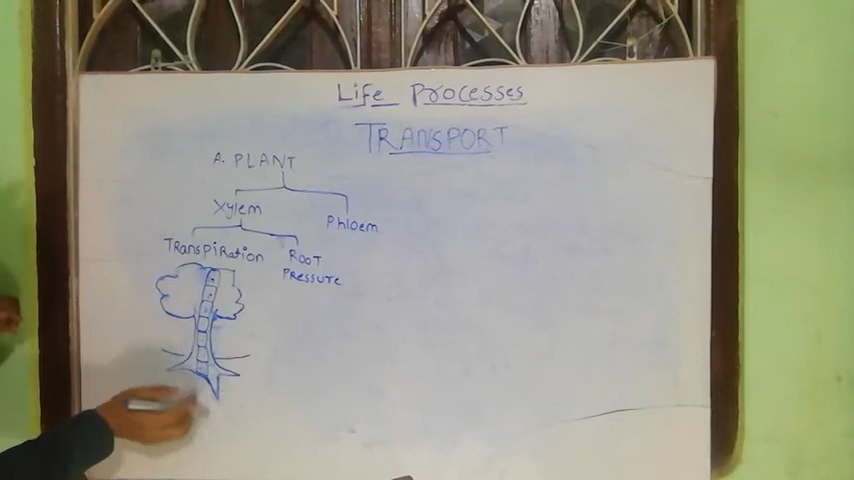 Life Processes
TRANSPORT
A. PLANT
Xylem
Phloem
TRansPiRation
ROOT
PRessure